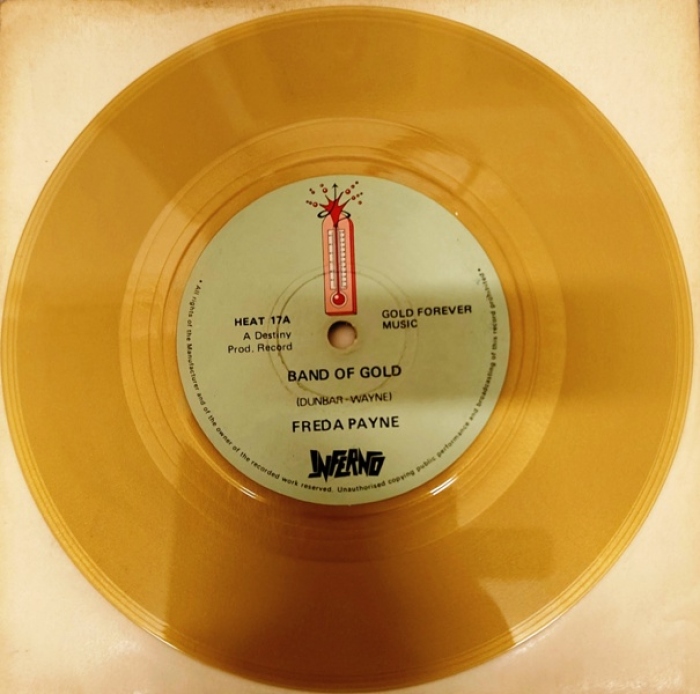 HEAT 17A
A Destiny
Prod. Record
GOLD FOREVER
MUSIC
BAND OF GOLD
(DUNBAR-WAYNE)
FREDA PAYNE
INFERNO
• All rights of the Manufacturer and of the owner of the recorded work reserved. Unauthorised copying public performance and broadcasting of this record prohibited •